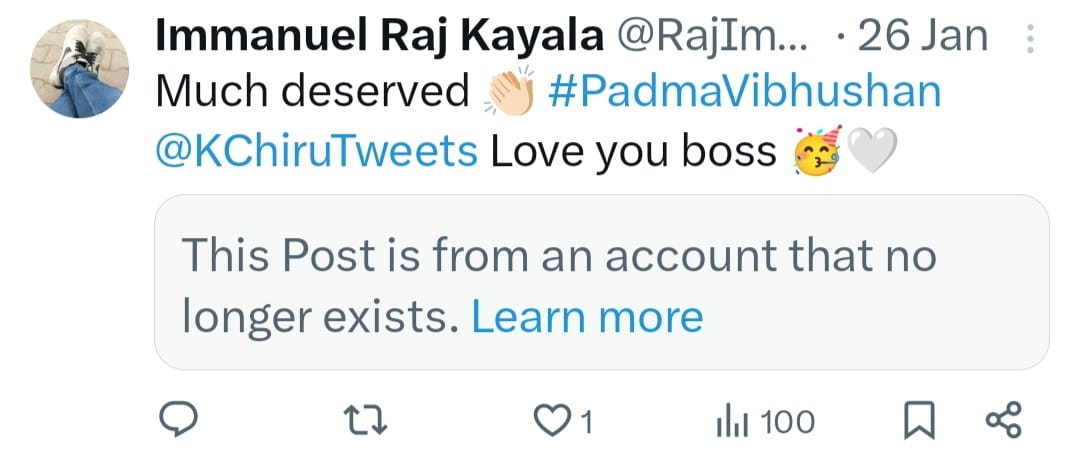 Immanuel Raj Kayala @RajIm... · 26 Jan
Much deserved 👏🏻 #PadmaVibhushan
@KChiruTweets Love you boss 🥳🤍
This Post is from an account that no
longer exists. Learn more
1 100